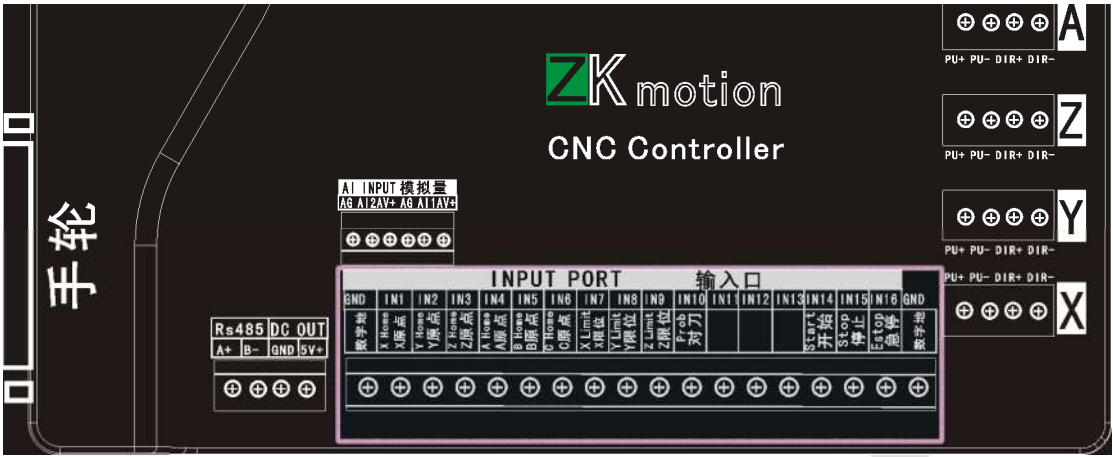 A
PU+ PU- DIR+ DIR-
ZK motion
CNC Controller
Z
PU+ PU- DIR+ DIR-
手轮
AI INPUT 模拟量
AG AI2AV+ AG AI1AV+
Y
PU+ PU- DIR+ DIR-
PU+ PU- DIR+ DIR-
X
INPUT PORT 输入口
GND IN1 IN2 IN3 IN4 IN5 IN6 IN7 IN8 IN9 IN10 IN11 IN12 IN13 IN14 IN15 IN16 GND
数字地
X Home
X原点
Y Home
Y原点
Z Home
Z原点
A Home
A原点
B Home
B原点
C Home
C原点
X Limit
X限位
Y Limit
Y限位
Z Limit
Z限位
Prob
对刀
Start
开始
Stop
停止
Estop
急停
数字地
Rs485 DC OUT
A+ B- GND 5V+